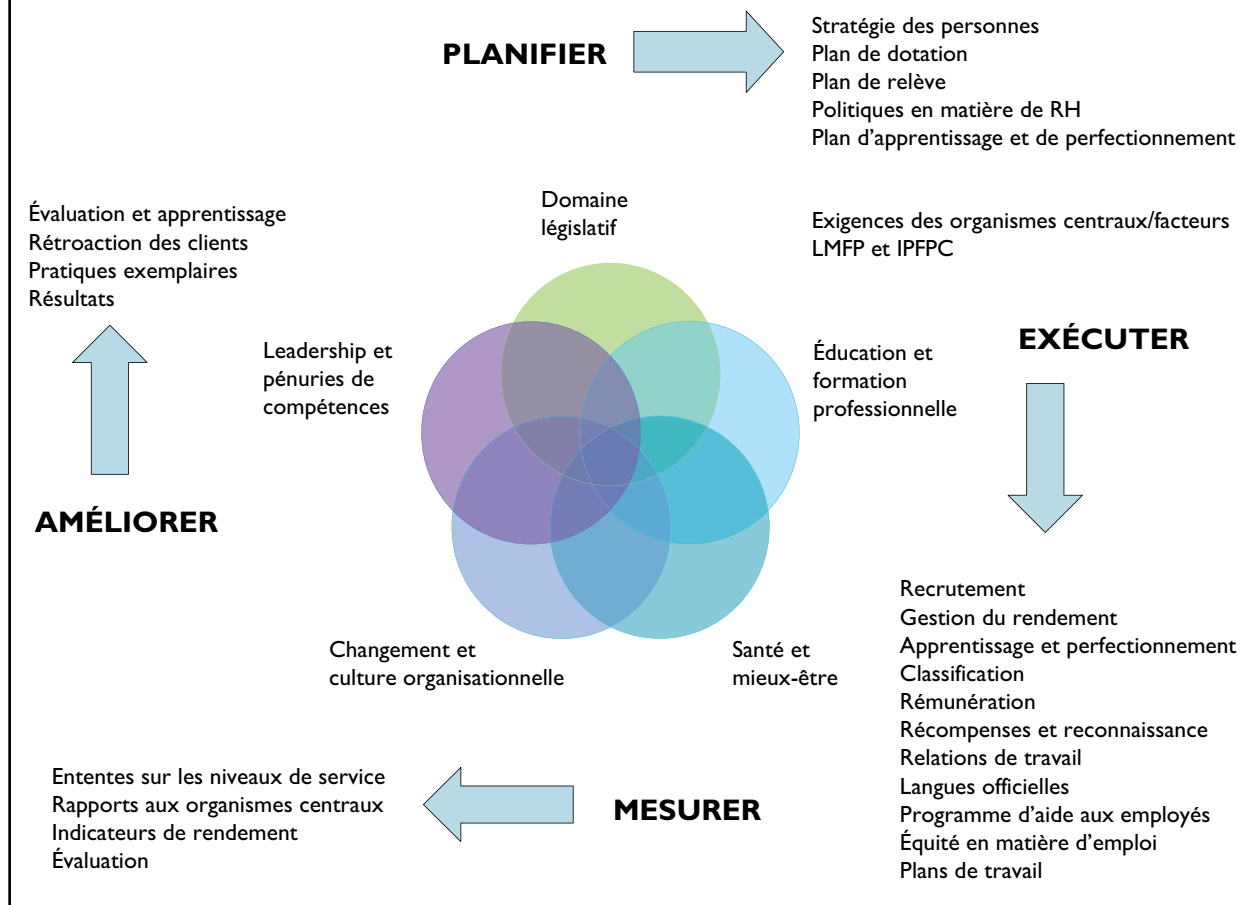 PLANIFIER
Stratégie des personnes
Plan de dotation
Plan de relève
Politiques en matière de RH
Plan d’apprentissage et de perfectionnement
Exigences des organismes centraux/facteurs
LMFP et IPFPC
Évaluation et apprentissage
Rétroaction des clients
Pratiques exemplaires
Résultats
Domaine
législatif
Leadership et
pénuries de
compétences
Éducation et
formation
professionnelle
EXÉCUTER
AMÉLIORER
Changement et
culture organisationnelle
Santé et
mieux-être
Recrutement
Gestion du rendement
Apprentissage et perfectionnement
Classification
Rémunération
Récompenses et reconnaissance
Relations de travail
Langues officielles
Programme d’aide aux employés
Équité en matière d’emploi
Plans de travail
MESURER
Ententes sur les niveaux de service
Rapports aux organismes centraux
Indicateurs de rendement
Évaluation